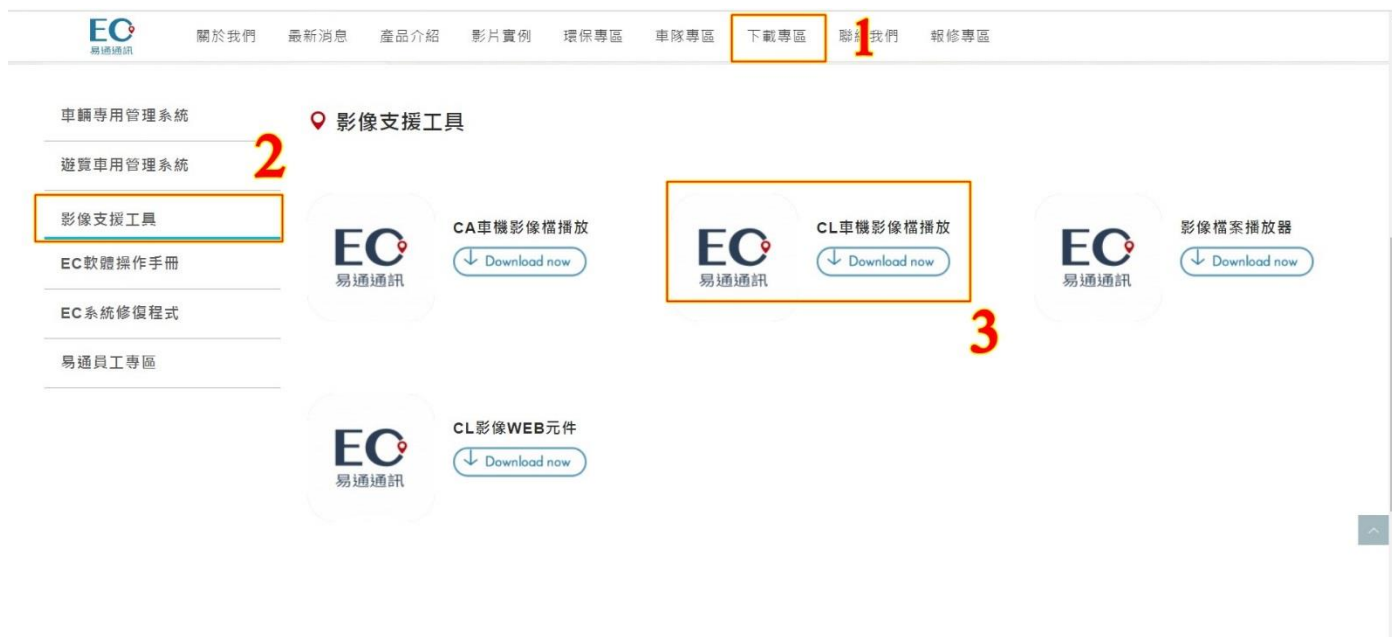 EC
易通通訊
關於我們 最新消息 產品介紹 影片實例 環保專區 車隊專區 下載專區 聯絡我們 報修專區
1
車輛專用管理系統
遊覽車用管理系統
2
影像支援工具
EC軟體操作手冊
EC系統修復程式
易通員工專區
影像支援工具
EC
易通通訊
CA車機影像檔播放
Download now
EC
易通通訊
CL車機影像檔播放
Download now
3
EC
易通通訊
影像檔案播放器
Download now
EC
易通通訊
CL影像WEB元件
Download now